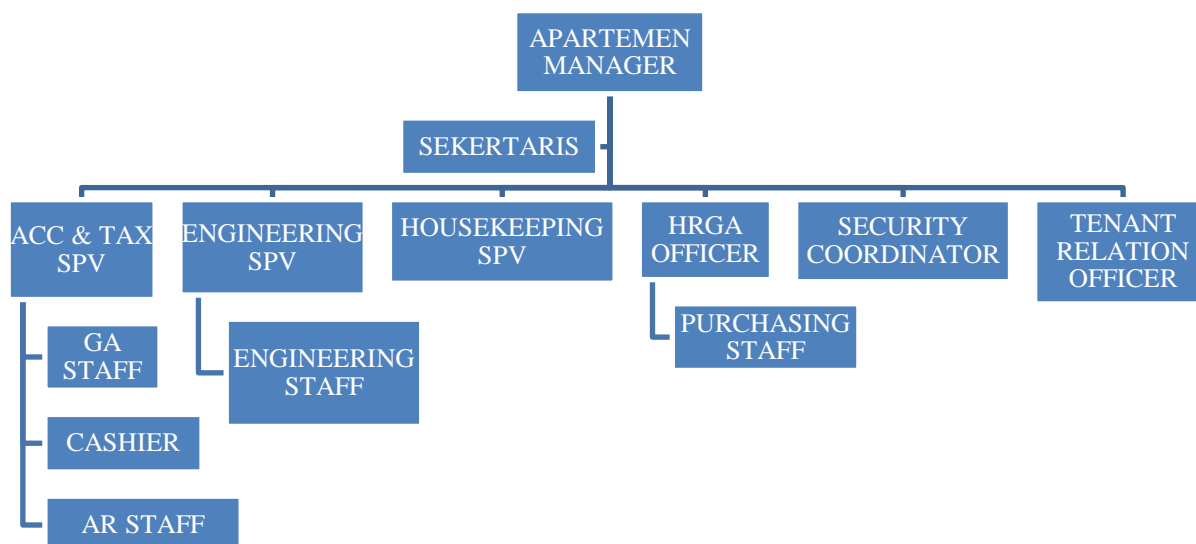 APARTEMEN
MANAGER
SEKERTARIS
ACC & TAX
SPV
ENGINEERING
SPV
HOUSEKEEPING
SPV
HRGA
OFFICER
SECURITY
COORDINATOR
TENANT
RELATION
OFFICER
GA
STAFF
ENGINEERING
STAFF
PURCHASING
STAFF
CASHIER
AR STAFF